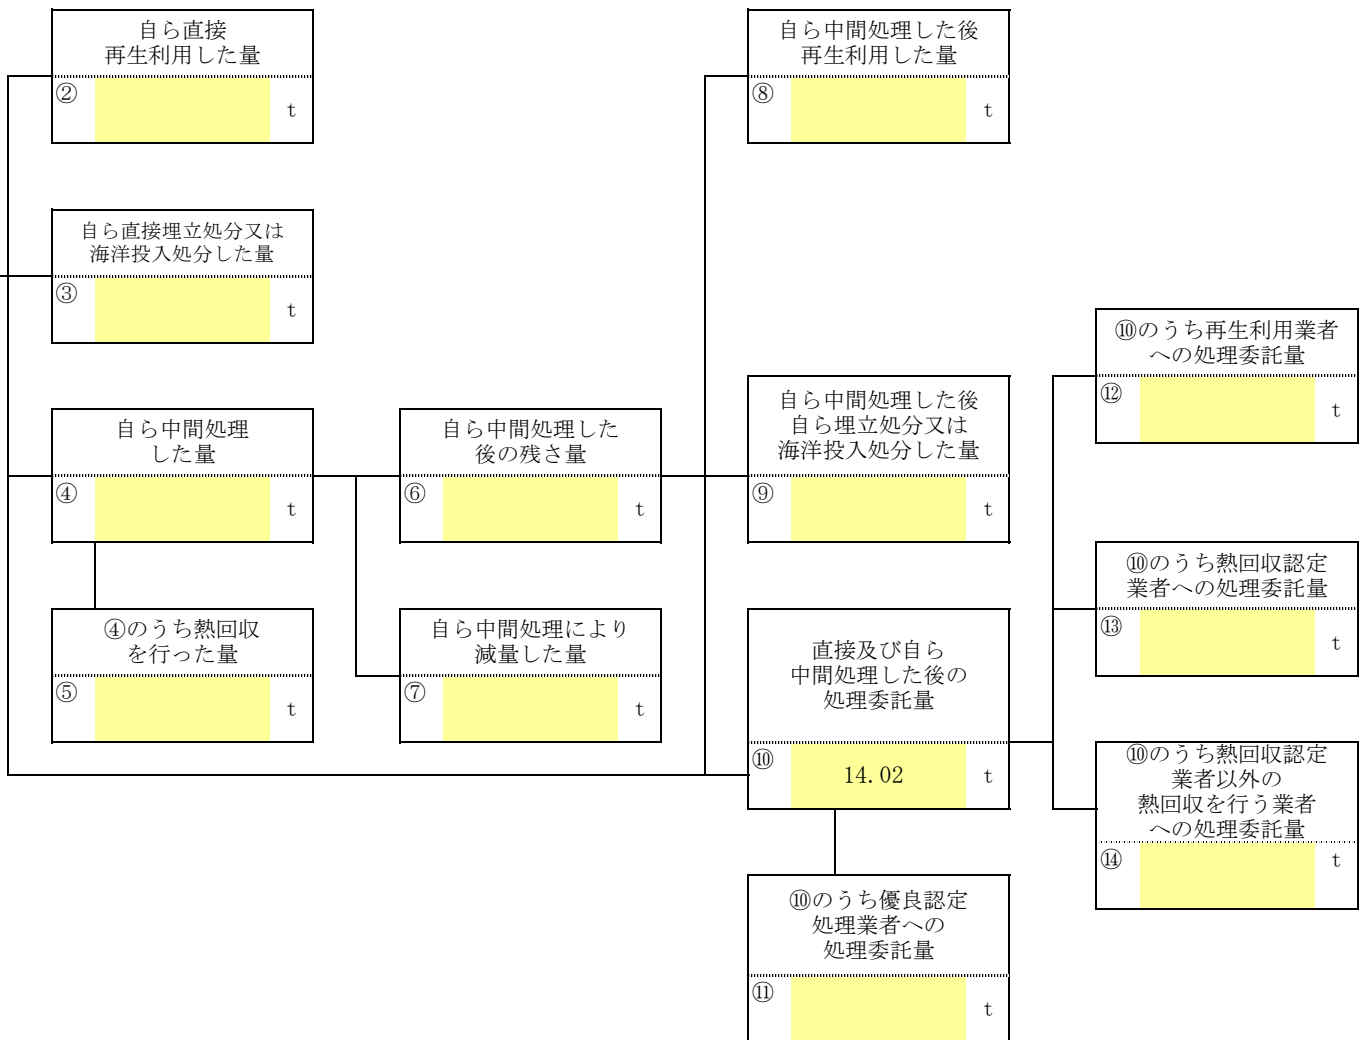 自ら直接
再生利用した量
②
t
自ら直接埋立処分又は
海洋投入処分した量
③
t
自ら中間処理
した量
④
t
④のうち熱回収
を行った量
⑤
t
自ら中間処理した
後の残さ量
⑥
t
自ら中間処理により
減量した量
⑦
t
自ら中間処理した後
再生利用した量
⑧
t
自ら中間処理した後
自ら埋立処分又は
海洋投入処分した量
⑨
t
直接及び自ら
中間処理した後の
処理委託量
⑩
14.02
t
⑩のうち優良認定
処理業者への
処理委託量
⑪
t
⑩のうち再生利用業者
への処理委託量
⑫
t
⑩のうち熱回収認定
業者への処理委託量
⑬
t
⑩のうち熱回収認定
業者以外の
熱回収を行う業者
への処理委託量
⑭
t